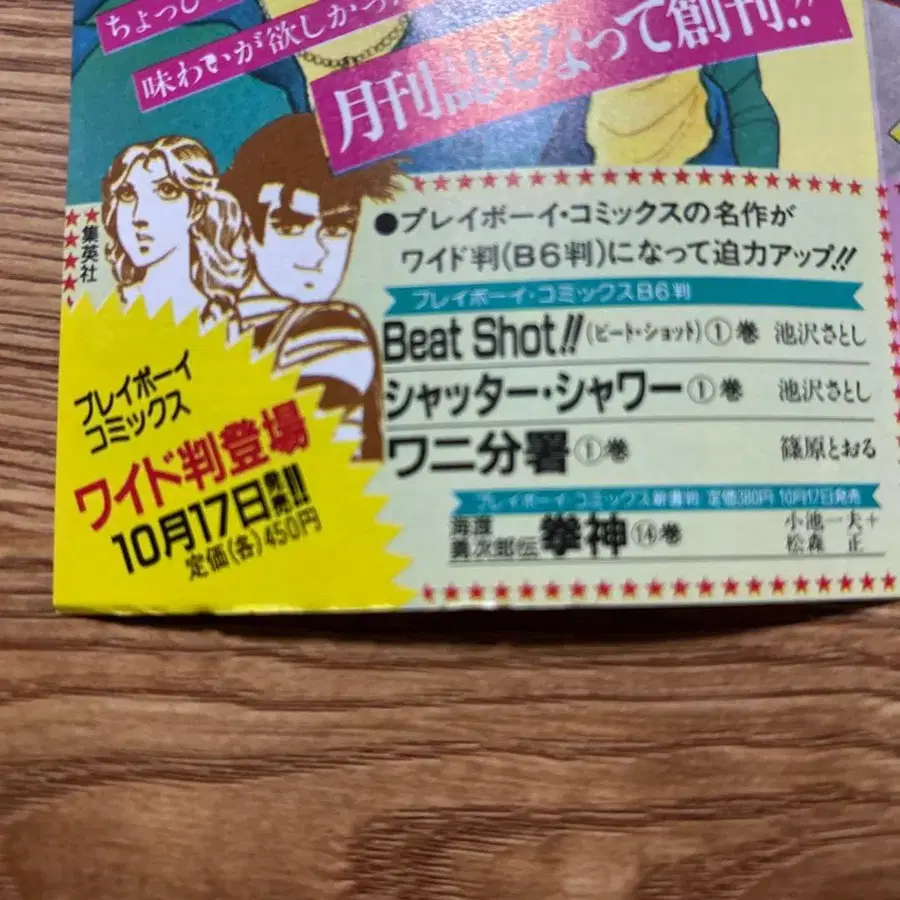 ちょっぴ
味わいが欲しかっ
月刊誌となって創刊!!
集英社
●プレイボーイ・コミックスの名作が
ワイド判(B6判)になって迫力アップ!!
プレイボーイ・コミックスB6判
Beat Shot!!(ビート・ショット)①巻 池沢さとし
シャッター・シャワー①巻 池沢さとし
ワニ分署①巻 篠原とおる
プレイボーイ コミックス新書判 定価380円 10月17日発売
海渡勇次郎伝 拳神⑭巻 小池一夫+松森 正
プレイボーイ
コミックス
ワイド判登場
10月17日発売!!
定価(各)450円